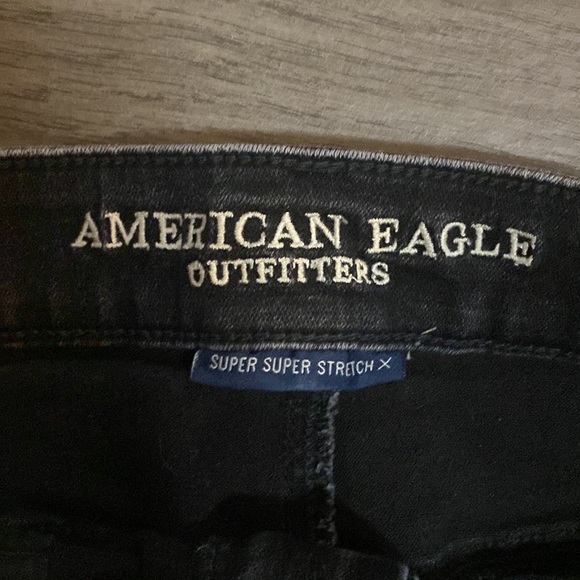 AMERICAN EAGLE
OUTFITTERS
SUPER SUPER STRETCH X